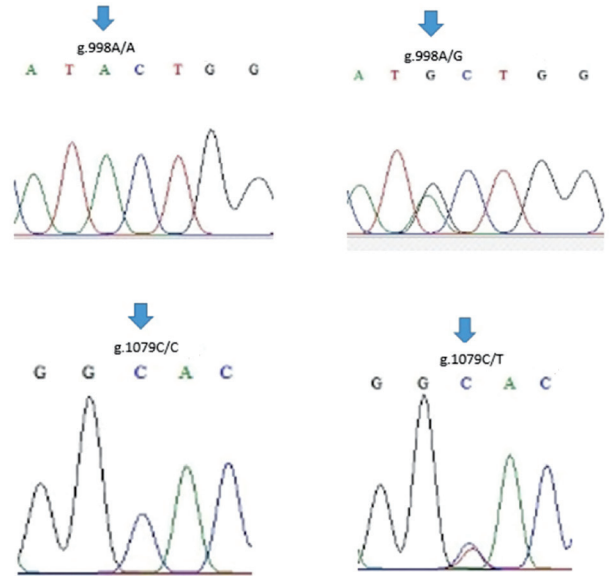 g.998A/A
A T A C T G G
g.998A/G
A T G C T G G
g.1079C/C
G G C A C
g.1079C/T
G G C A C